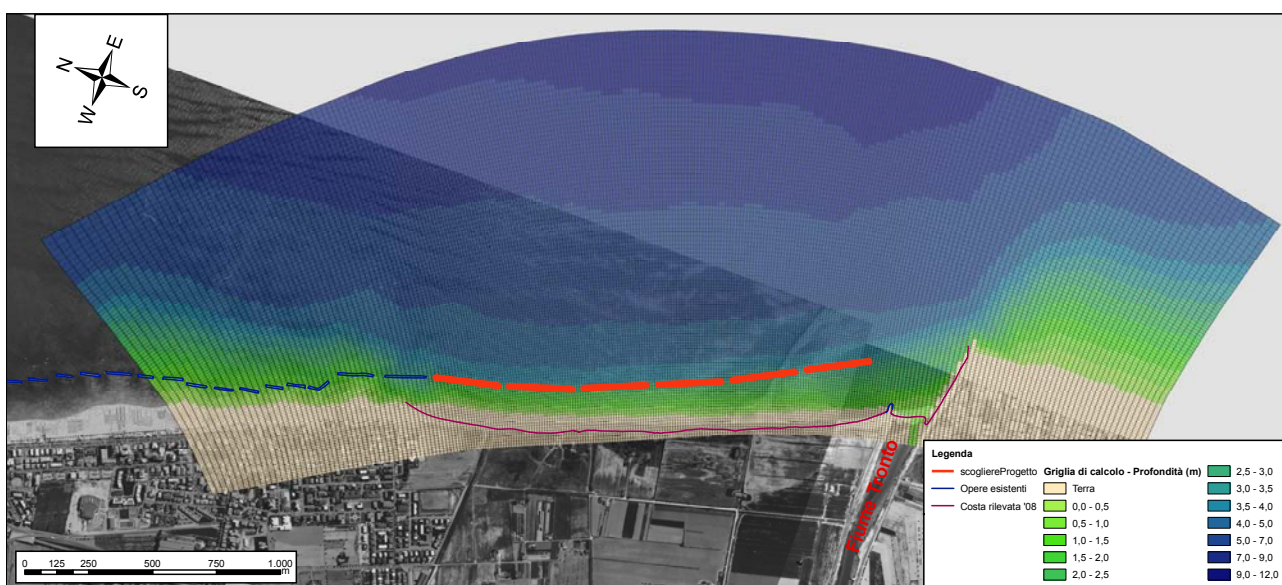 N
E
W
S
Fiume Tronto
0 125 250 500 750 1.000
m
Legenda
scogliereProgetto
Opere esistenti
Costa rilevata '08
Griglia di calcolo - Profondità (m)
Terra
0,0 - 0,5
0,5 - 1,0
1,0 - 1,5
1,5 - 2,0
2,0 - 2,5
2,5 - 3,0
3,0 - 3,5
3,5 - 4,0
4,0 - 5,0
5,0 - 7,0
7,0 - 9,0
9,0 - 12,0